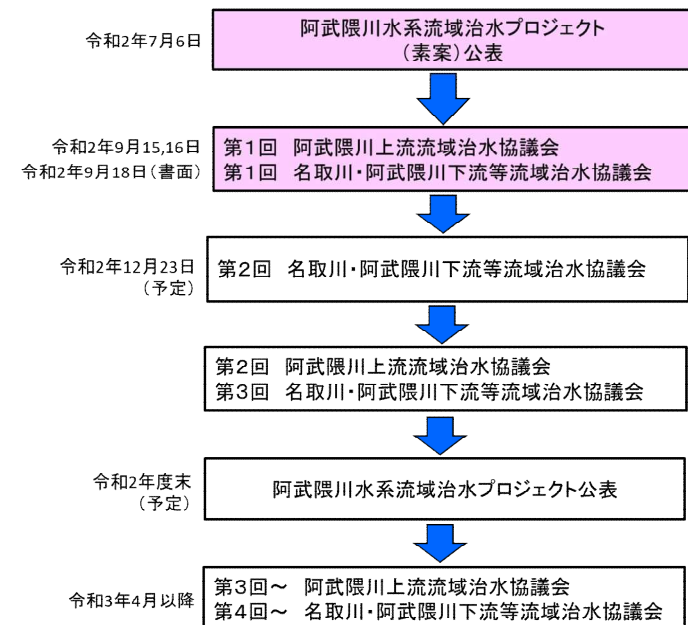 令和2年7月6日
阿武隈川水系流域治水プロジェクト
（素案）公表
令和2年9月15,16日
令和2年9月18日（書面）
第１回　阿武隈川上流流域治水協議会
第１回　名取川・阿武隈川下流等流域治水協議会
令和2年12月23日
（予定）
第２回　名取川・阿武隈川下流等流域治水協議会
第２回　阿武隈川上流流域治水協議会
第３回　名取川・阿武隈川下流等流域治水協議会
令和2年度末
（予定）
阿武隈川水系流域治水プロジェクト公表
令和3年4月以降
第３回～　阿武隈川上流流域治水協議会
第４回～　名取川・阿武隈川下流等流域治水協議会